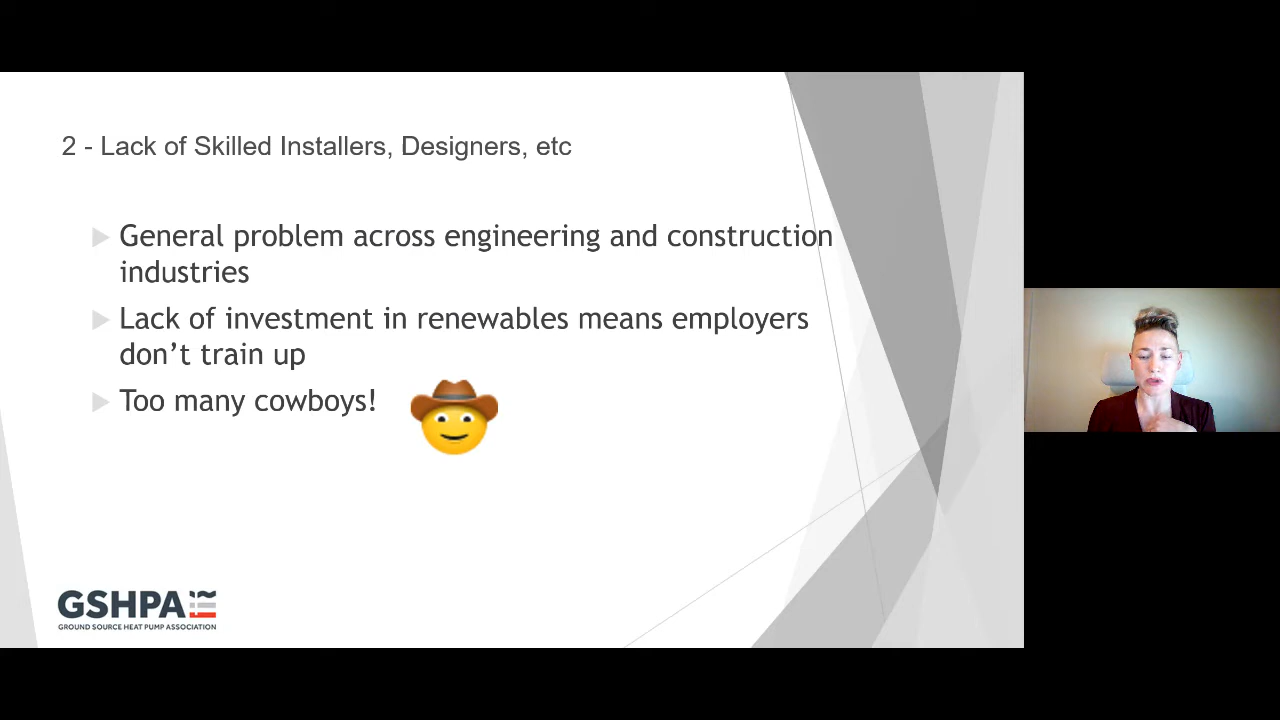 2 - Lack of Skilled Installers, Designers, etc
General problem across engineering and construction
industries
Lack of investment in renewables means employers
don’t train up
Too many cowboys!
GSHPA
GROUND SOURCE HEAT PUMP ASSOCIATION